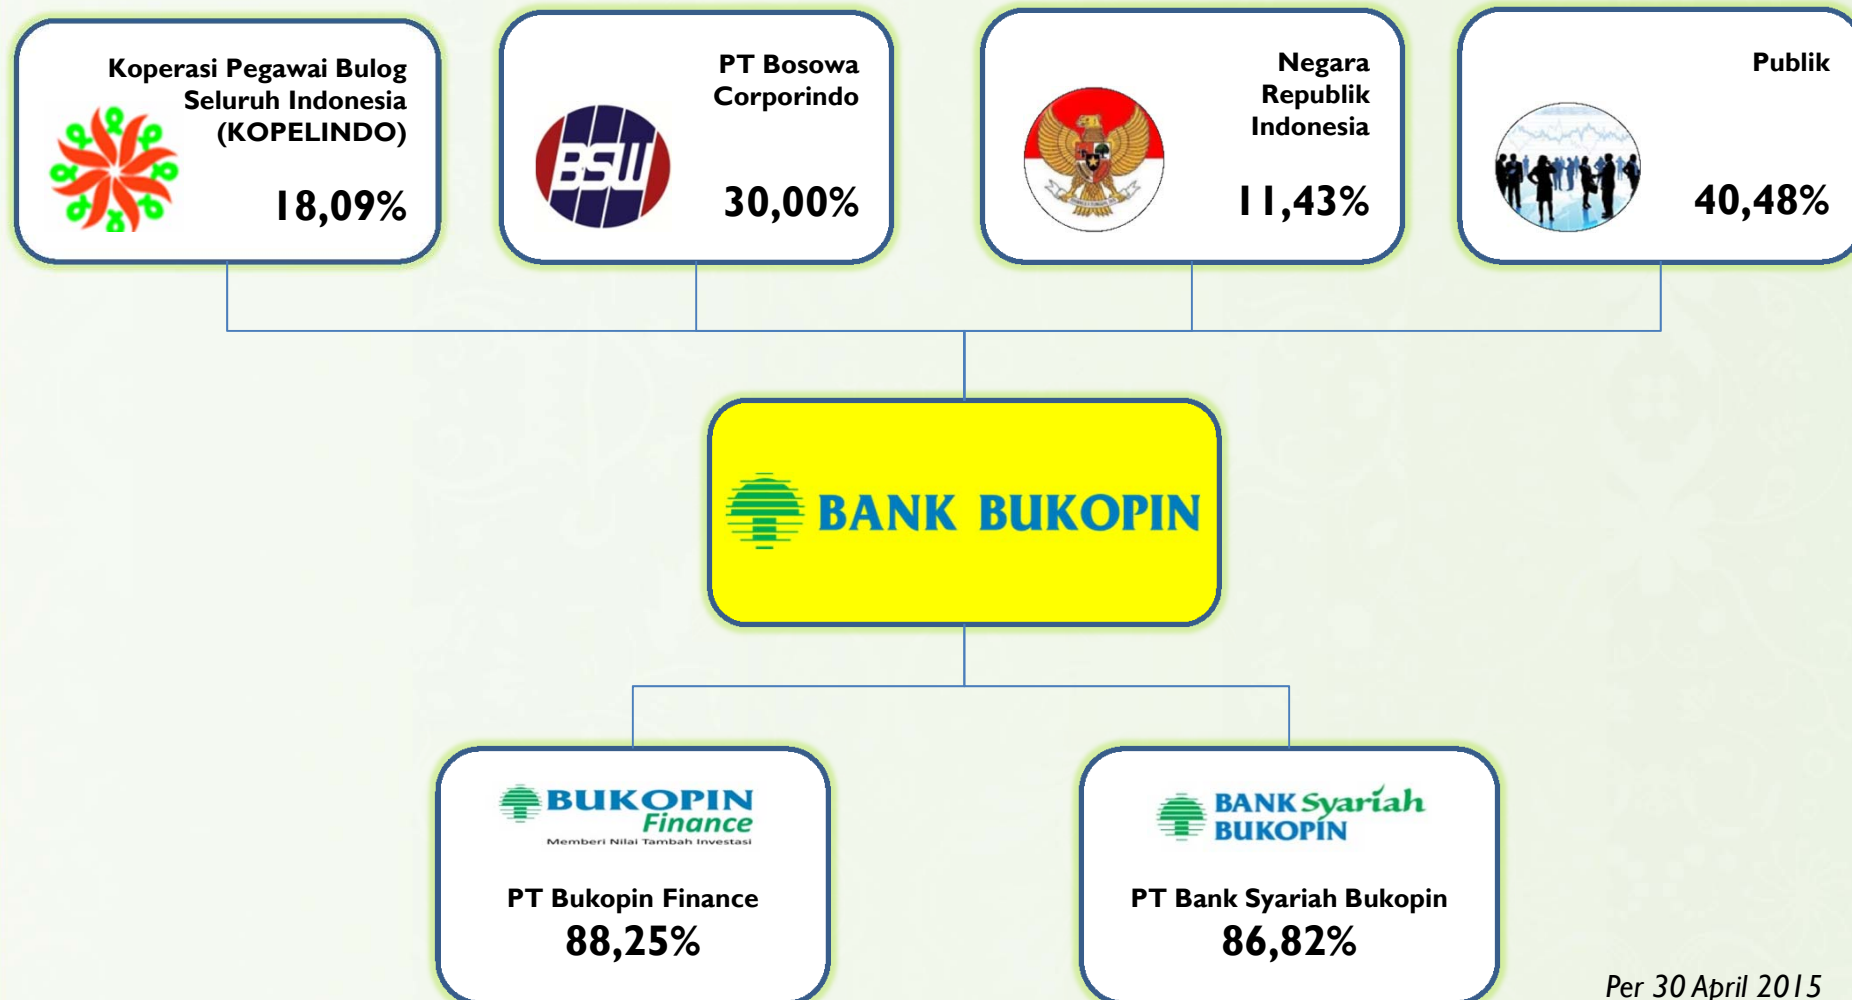 Koperasi Pegawai Bulog
Seluruh Indonesia
(KOPELINDO)
18,09%
BSW
PT Bosowa
Corporindo
30,00%
Negara
Republik
Indonesia
11,43%
Publik
40,48%
BANK BUKOPIN
BUKOPIN
Finance
Memberi Nilai Tambah Investasi
PT Bukopin Finance
88,25%
BANK Syariah
BUKOPIN
PT Bank Syariah Bukopin
86,82%
Per 30 April 2015